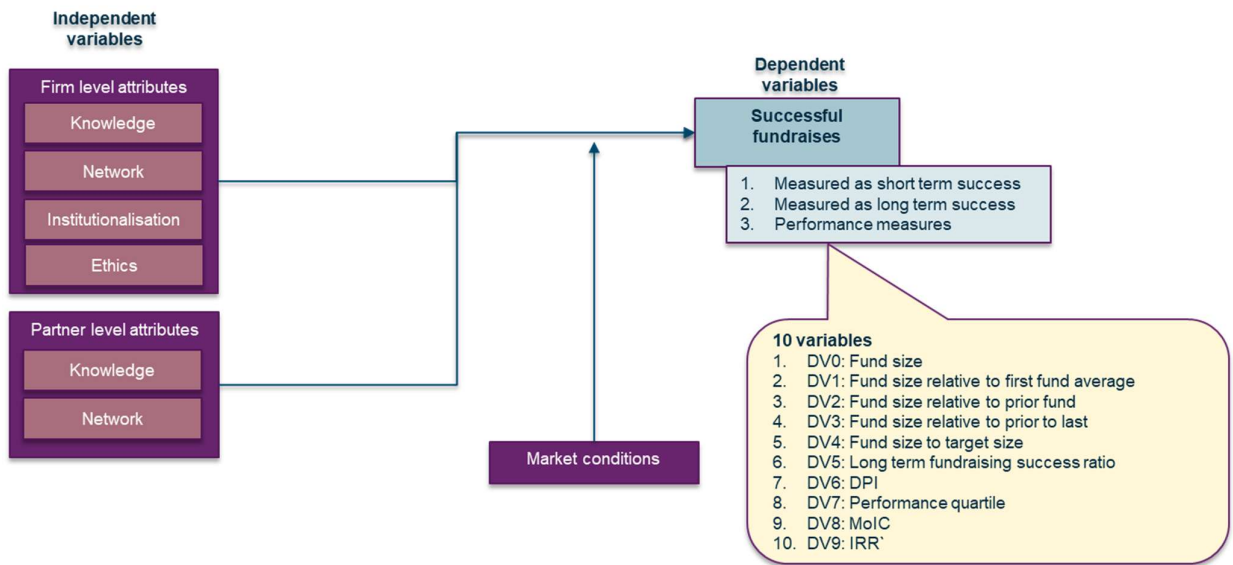 Independent
variables
Firm level attributes
Knowledge
Network
Institutionalisation
Ethics
Partner level attributes
Knowledge
Network
Market conditions
Dependent
variables
Successful
fundraises
1. Measured as short term success
2. Measured as long term success
3. Performance measures
10 variables
1. DV0: Fund size
2. DV1: Fund size relative to first fund average
3. DV2: Fund size relative to prior fund
4. DV3: Fund size relative to prior to last
5. DV4: Fund size to target size
6. DV5: Long term fundraising success ratio
7. DV6: DPI
8. DV7: Performance quartile
9. DV8: MoIC
10. DV9: IRR`